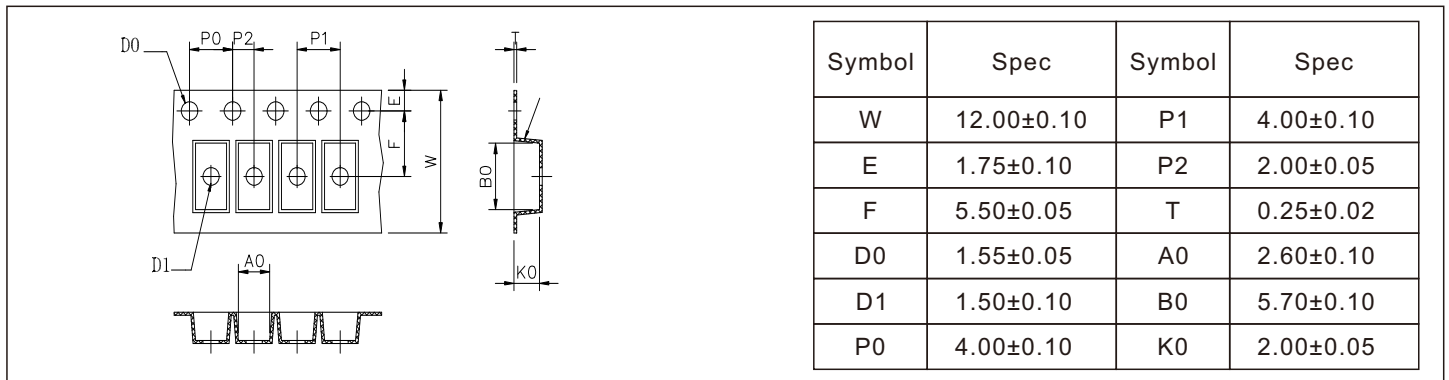 D0 P0 P2 P1
E
F
W
D1
A0
T
B0
K0
Symbol Spec Symbol Spec
W 12.00±0.10 P1 4.00±0.10
E 1.75±0.10 P2 2.00±0.05
F 5.50±0.05 T 0.25±0.02
D0 1.55±0.05 A0 2.60±0.10
D1 1.50±0.10 B0 5.70±0.10
P0 4.00±0.10 K0 2.00±0.05